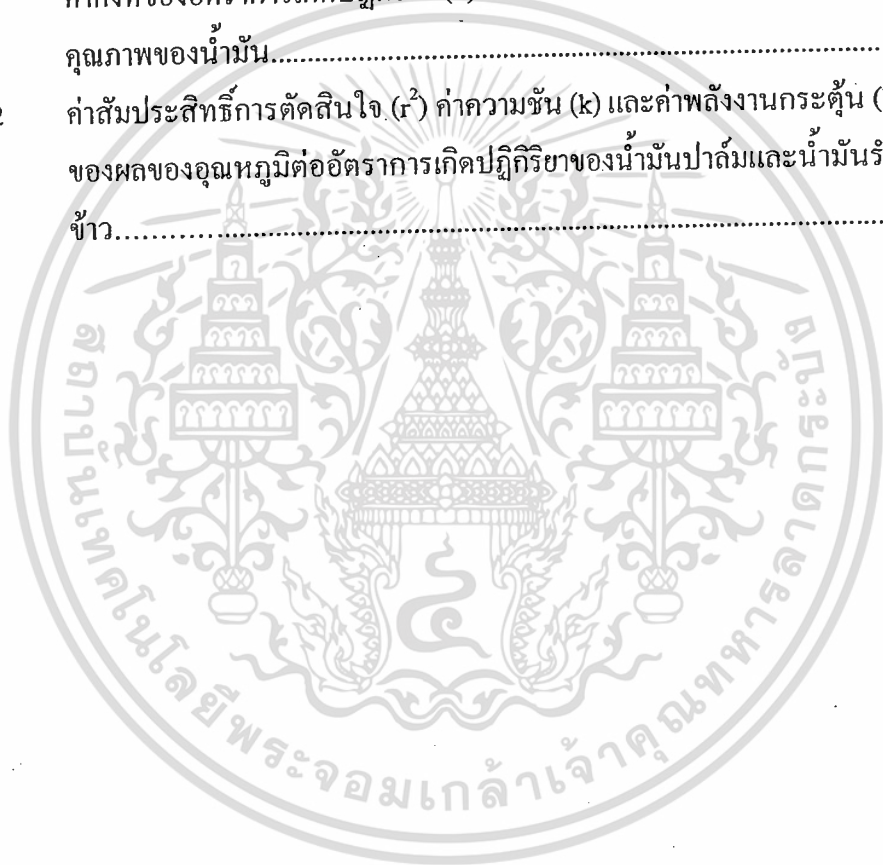 คุณภาพของน้ำมัน..............................................................................................
2 ค่าสัมประสิทธิ์การตัดสินใจ (r²) ค่าความชัน (k) และค่าพลังงานกระตุ้น (
ของผลของอุณหภูมิต่ออัตราการเกิดปฏิกิริยาของน้ำมันปาล์มและน้ำมันรำ
ข้าว..............................................................................................
สถาบันเทคโนโลยีพระจอมเกล้าเจ้าคุณทหารลาดกระบัง